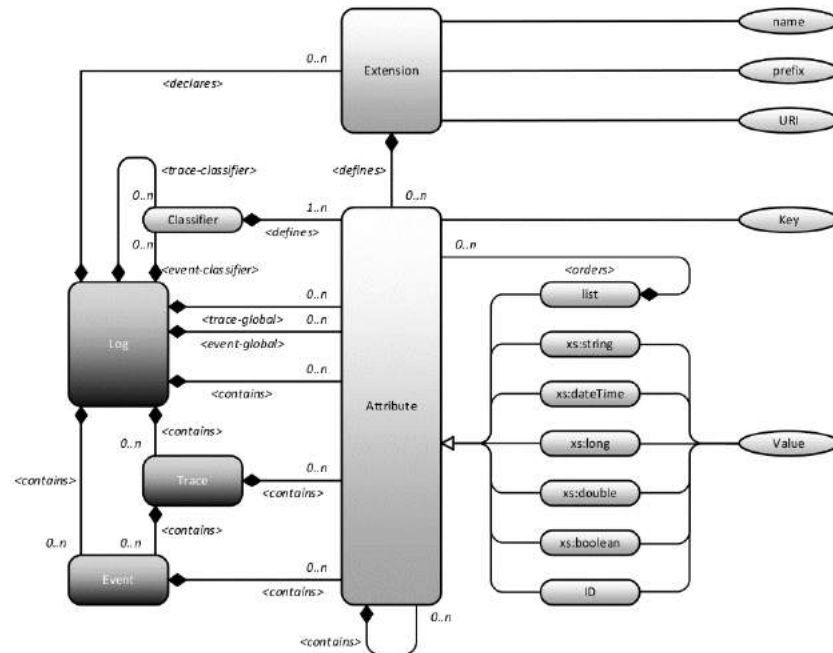 name
0..n
Extension
prefix
<declares>
URI
<trace-classifier>
<defines>
0..n
0..n
Classifier
1..n
Key
<defines>
0..n
0..n
<event-classifier>
<orders>
0..n
list
<trace-global>
0..n
Log
<event-global>
xs:string
0..n
<contains>
xs:dateTime
Attribute
<contains>
0..n
xs:long
Value
0..n
<contains>
Trace
<contains>
xs:double
<contains>
0..n
0..n
xs:boolean
0..n
Event
<contains>
ID
0..n
<contains>